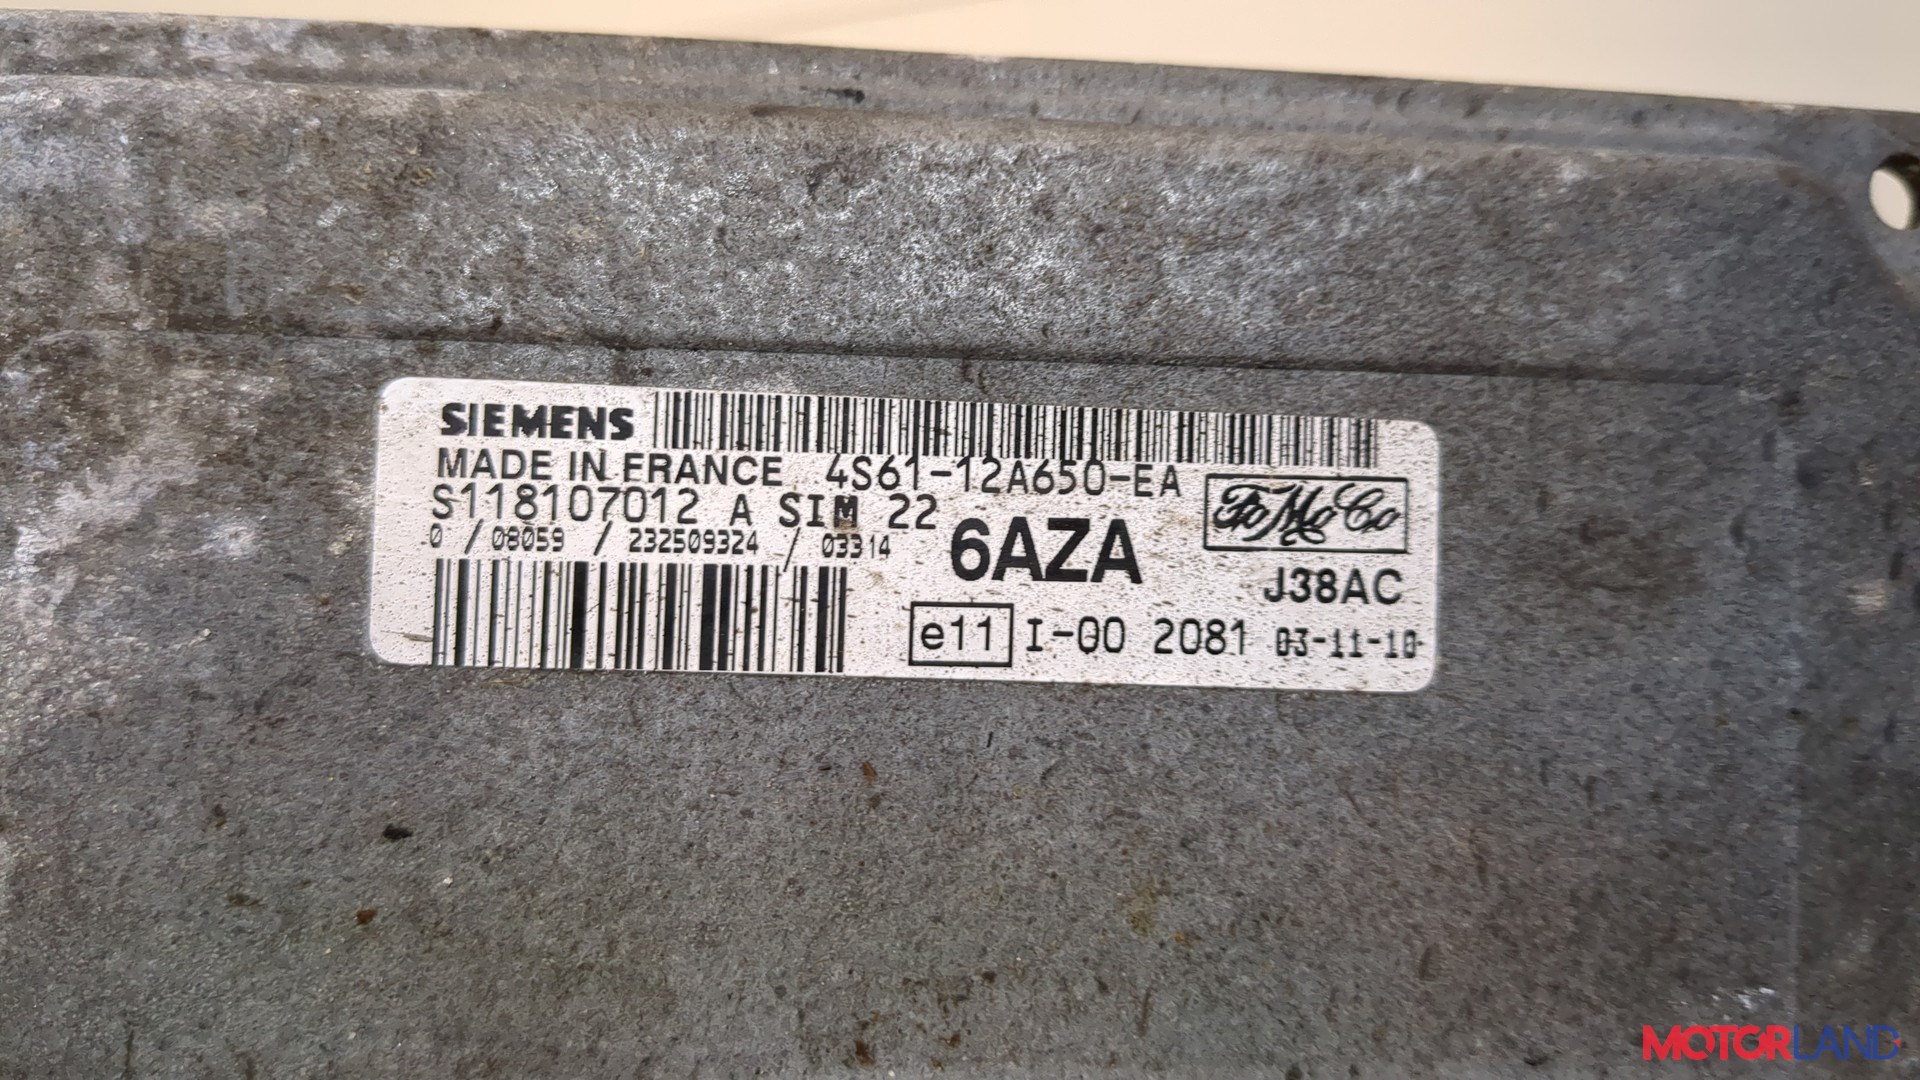 SIEMENS
MADE IN FRANCE 4S61-12A650-EA
S118107012 A SIM 22
0 / 08059 / 232509324 / 03314
6AZA
FoMoCo
J38AC
e11 I-00 2081 03-11-10
MOTORLAND